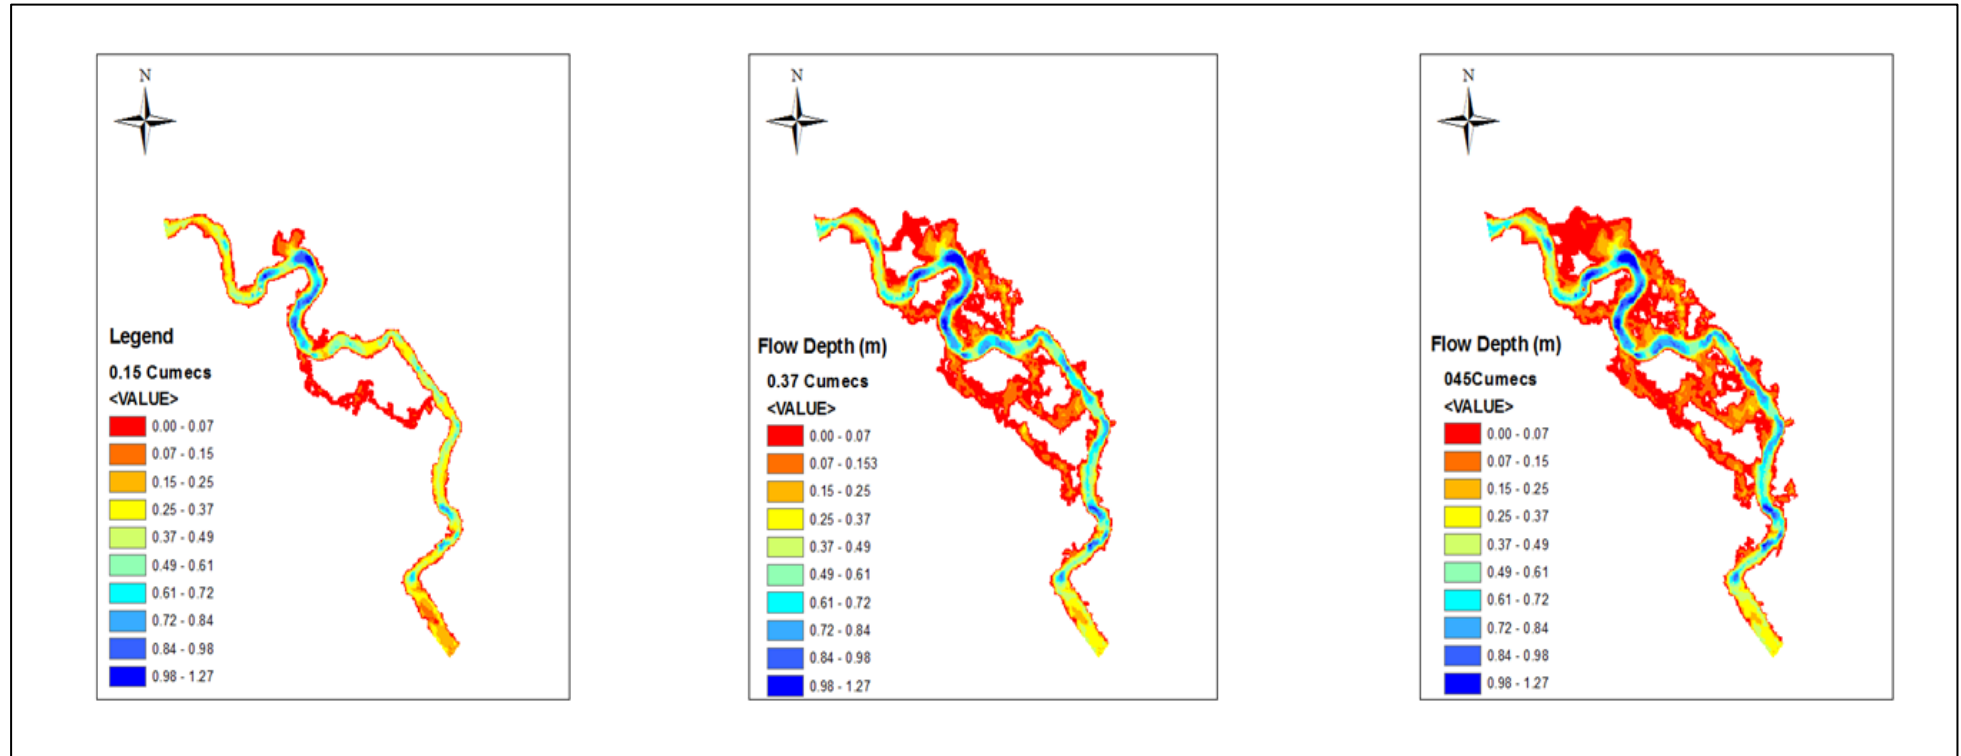 N
Legend
0.15 Cumecs
<VALUE>
0.00 - 0.07
0.07 - 0.15
0.15 - 0.25
0.25 - 0.37
0.37 - 0.49
0.49 - 0.61
0.61 - 0.72
0.72 - 0.84
0.84 - 0.98
0.98 - 1.27
N
Flow Depth (m)
0.37 Cumecs
<VALUE>
0.00 - 0.07
0.07 - 0.153
0.15 - 0.25
0.25 - 0.37
0.37 - 0.49
0.49 - 0.61
0.61 - 0.72
0.72 - 0.84
0.84 - 0.98
0.98 - 1.27
N
Flow Depth (m)
045Cumecs
<VALUE>
0.00 - 0.07
0.07 - 0.15
0.15 - 0.25
0.25 - 0.37
0.37 - 0.49
0.49 - 0.61
0.61 - 0.72
0.72 - 0.84
0.84 - 0.98
0.98 - 1.27